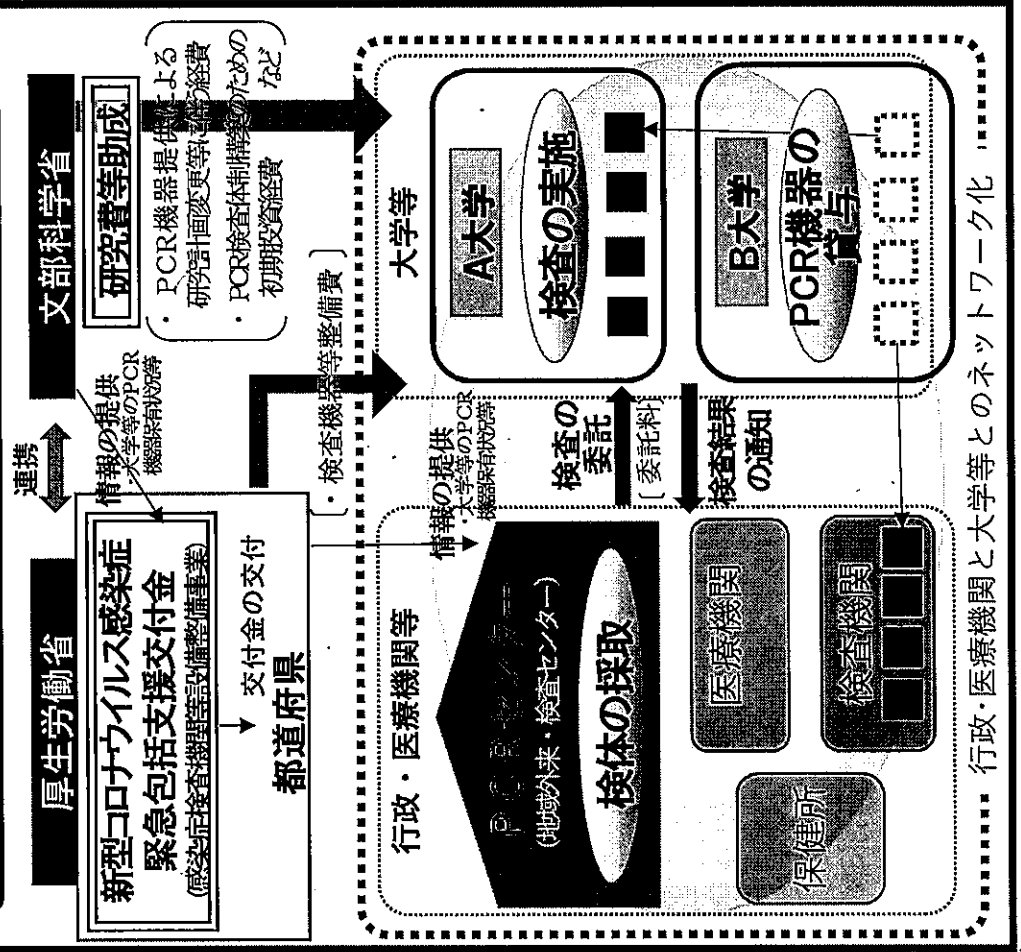 厚生労働省
連携
文部科学省
新型コロナウイルス感染症
緊急包括支援交付金
(感染症検査機関等設備整備事業)
交付金の交付
都道府県
情報の提供
・大学等のPCR
機器保有状況等
研究費等助成
・PCR機器提供による
研究計画変更等に伴う経費
・PCR検査体制構築のための
初期投資経費
など
・検査機器等整備費
情報の提供
・大学等のPCR
機器保有状況等
行政・医療機関等
PCRセンター
(地域外来・検査センター)
検体の採取
医療機関
保健所
検査機関
検査の
委託
〔委託料〕
検査結果
の通知
大学等
A大学
検査の実施
B大学
PCR機器の
貸与
行政・医療機関と大学等とのネットワーク化